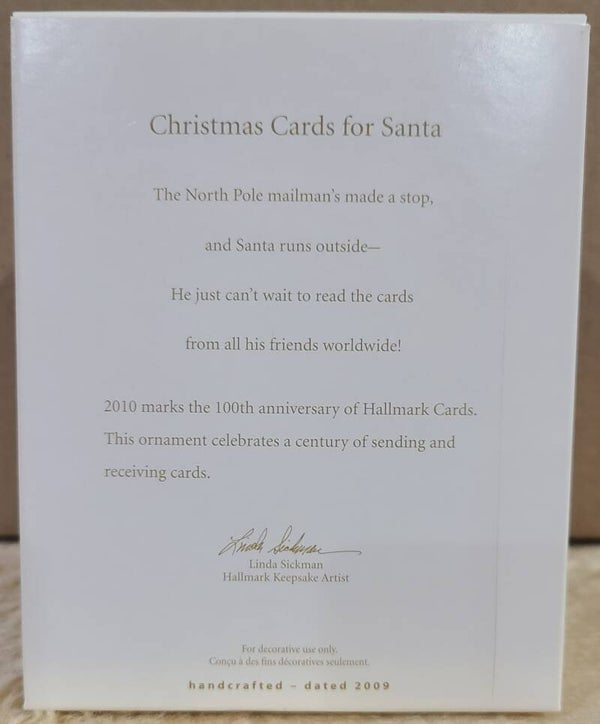 Christmas Cards for Santa
The North Pole mailman's made a stop,
and Santa runs outside—
He just can't wait to read the cards
from all his friends worldwide!
2010 marks the 100th anniversary of Hallmark Cards.
This ornament celebrates a century of sending and
receiving cards.
Linda Sickman
Linda Sickman
Hallmark Keepsake Artist
For decorative use only.
Conçu à des fins décoratives seulement.
handcrafted – dated 2009